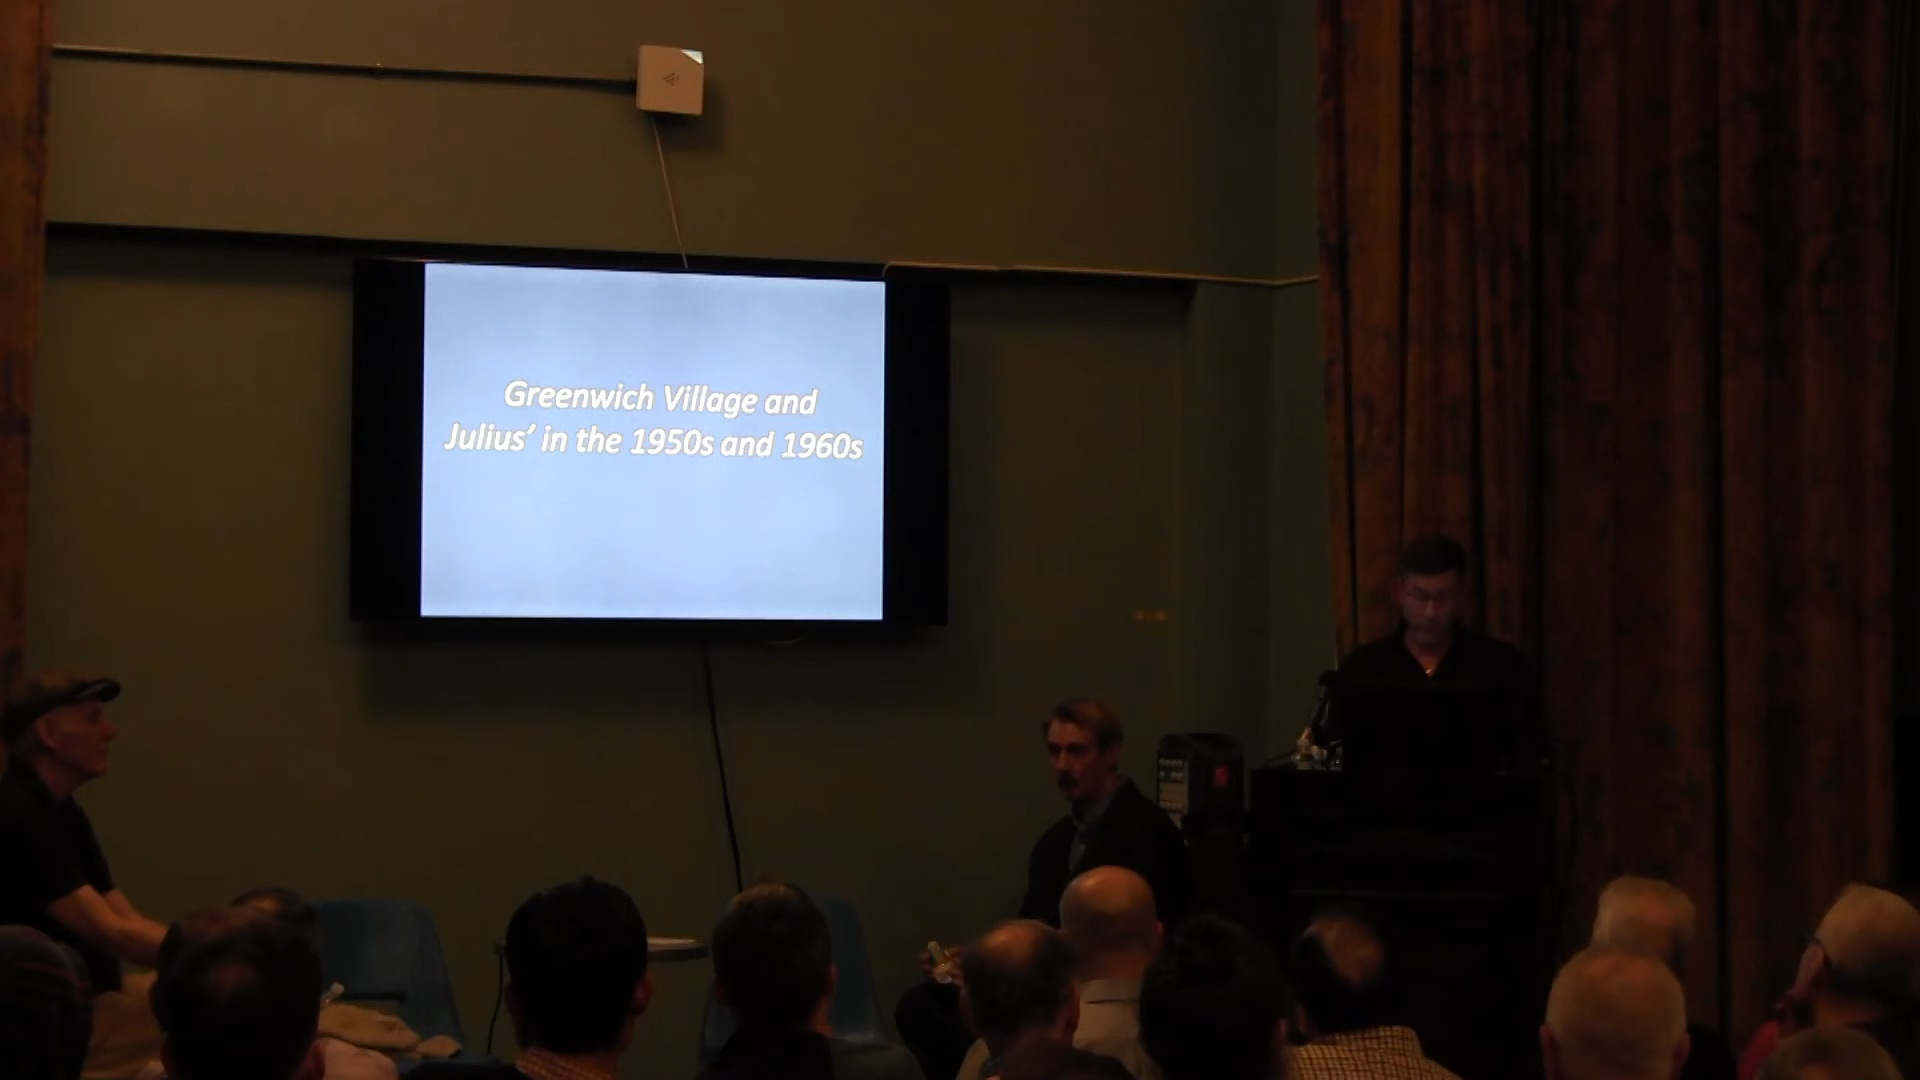 Greenwich Village and
Julius’ in the 1950s and 1960s